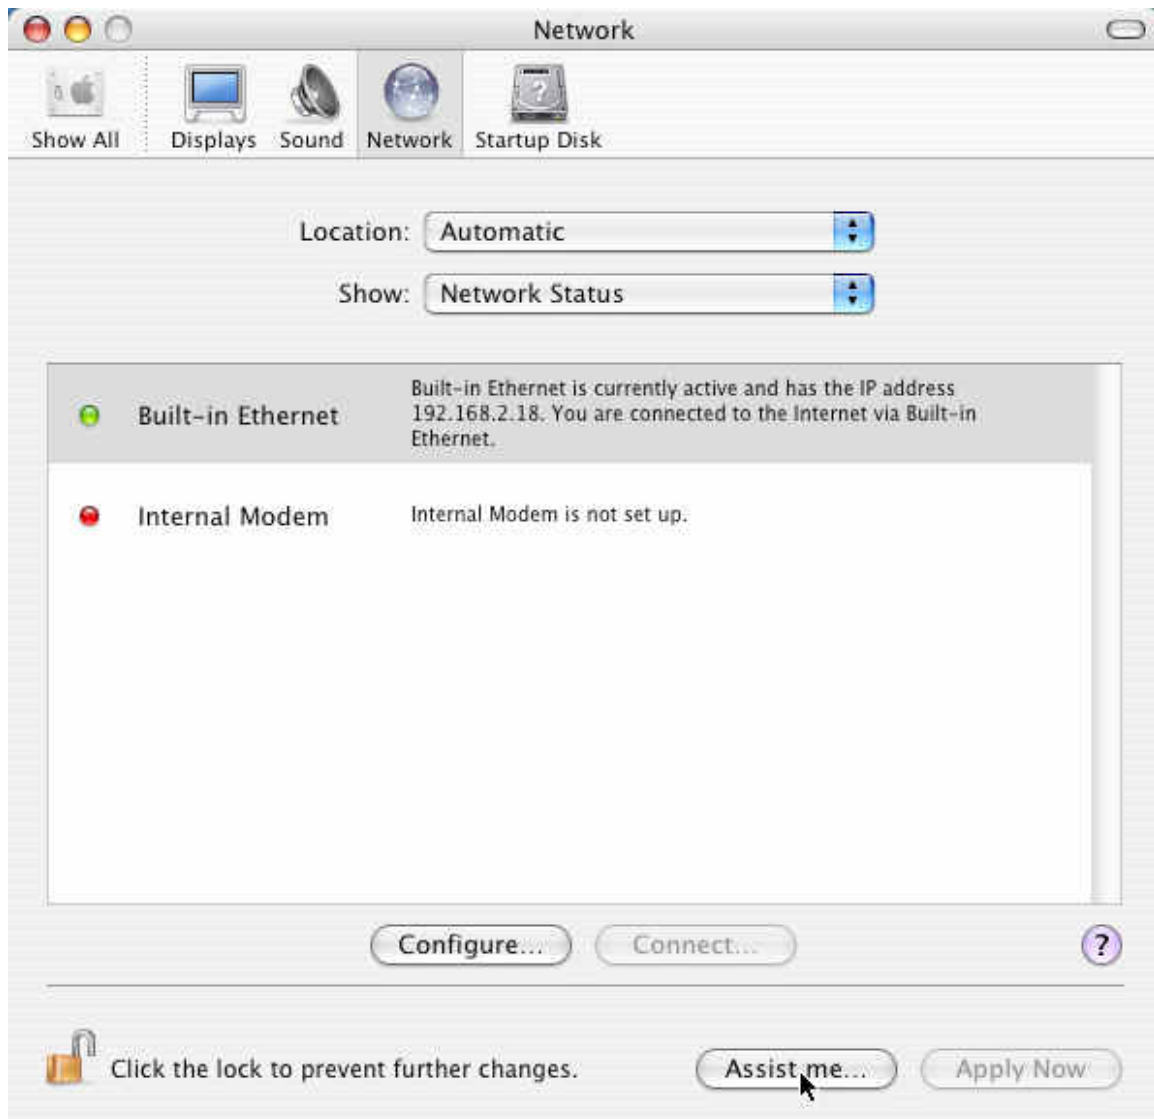 Network
Show All
Displays
Sound
Network
Startup Disk
Location: Automatic
Show: Network Status
Built-in Ethernet
Built-in Ethernet is currently active and has the IP address
192.168.2.18. You are connected to the Internet via Built-in
Ethernet.
Internal Modem
Internal Modem is not set up.
Configure...
Connect...
?
Click the lock to prevent further changes.
Assist me...
Apply Now